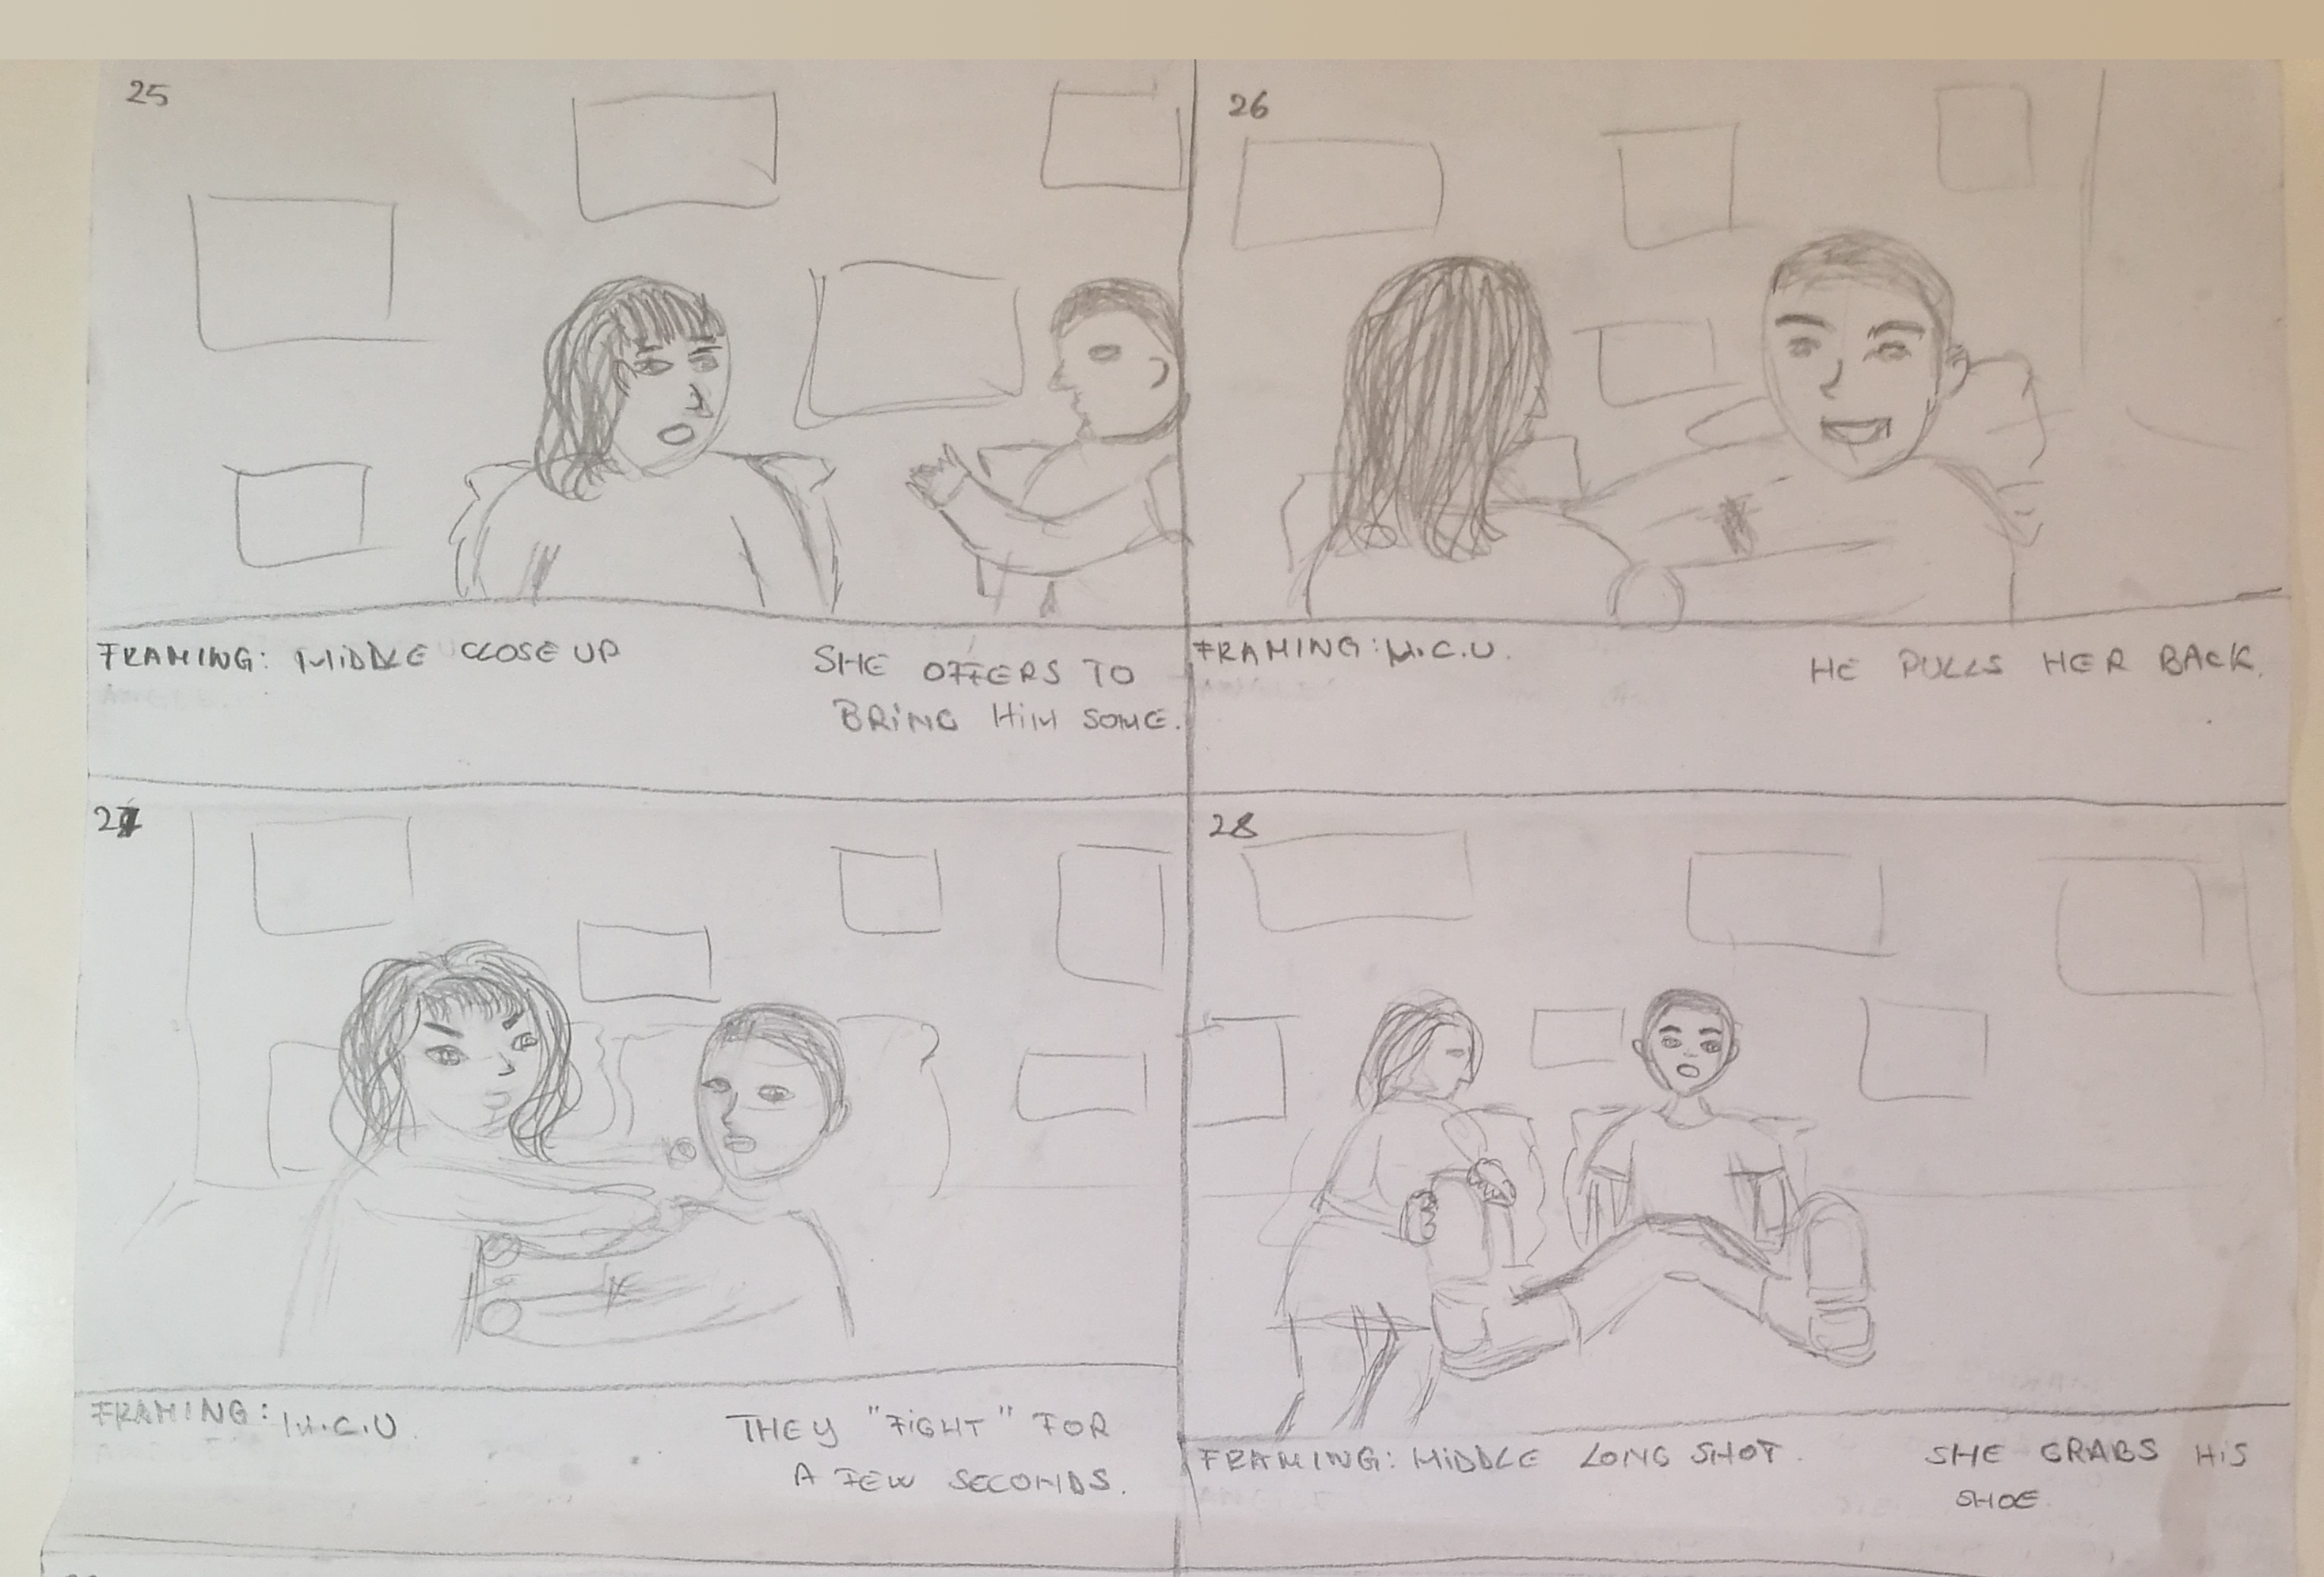 25
FRAMING: MIDDLE CLOSE UP
SHE OFFERS TO
BRING HIM SOME.
26
FRAMING: M.C.U.
HE PULLS HER BACK.
27
FRAMING: M.C.U
THEY "FIGHT" FOR
A FEW SECONDS.
28
FRAMING: MIDDLE LONG SHOT.
SHE GRABS HIS
SHOE